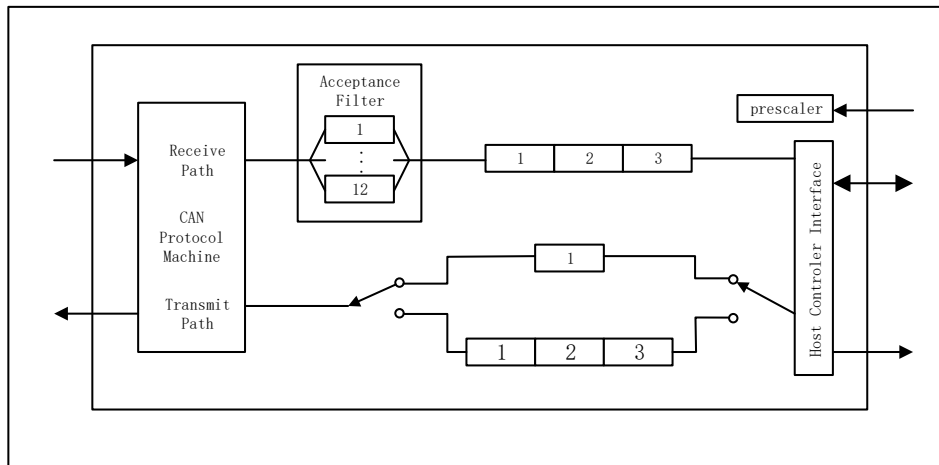 Acceptance
Filter
1
:
:
12
prescaler
Receive
Path
CAN
Protocol
Machine
Transmit
Path
1
2
3
1
1
2
3
Host Controler Interface